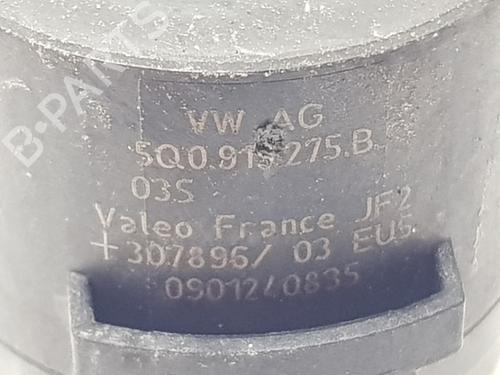 B-PARTS
VW AG
5Q0.919.275.B
03S
Valeo France JF2
+307896/ 03 EU5
0901240835